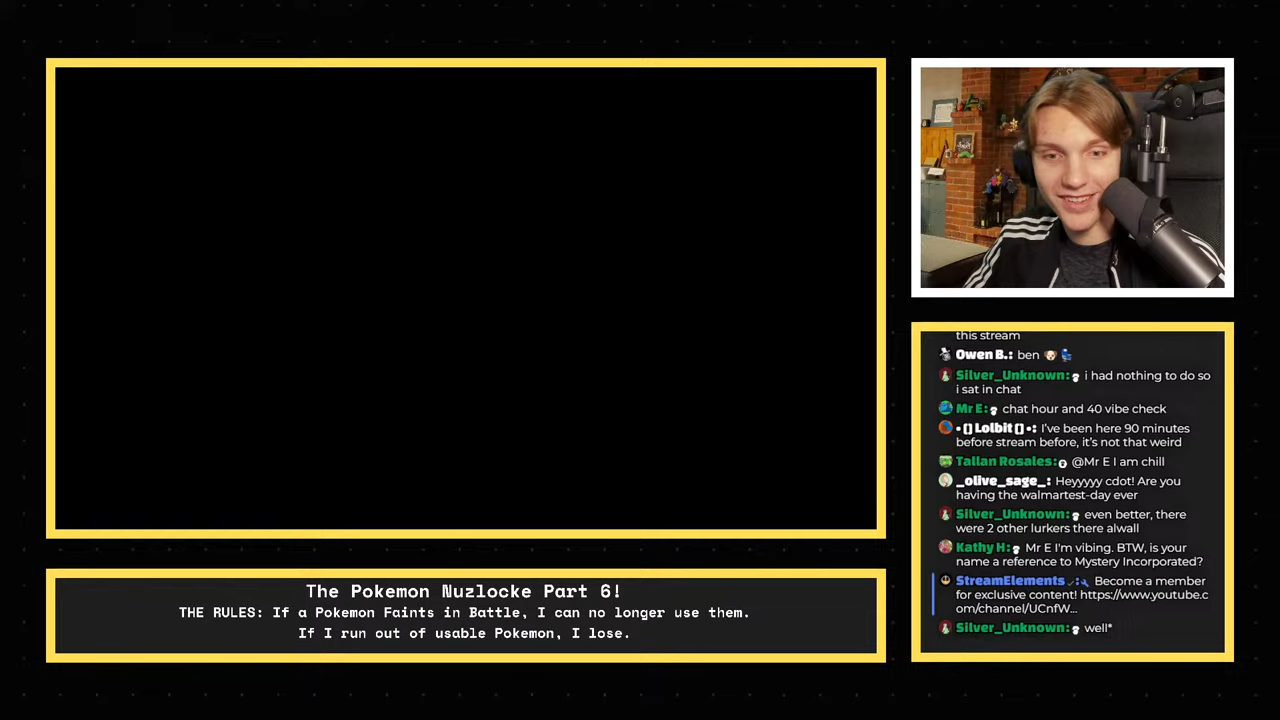 The Pokemon Nuzlocke Part 6!
THE RULES: If a Pokemon Faints in Battle, I can no longer use them.
If I run out of usable Pokemon, I lose.
this stream
Owen B.: ben
Silver_Unknown: i had nothing to do so
i sat in chat
Mr E: chat hour and 40 vibe check
• [] Lolbit [] •: I’ve been here 90 minutes
before stream before, it’s not that weird
Tallan Rosales: @Mr E I am chill
_olive_sage_: Heyyyyy cdot! Are you
having the walmartest-day ever
Silver_Unknown: even better, there
were 2 other lurkers there alwall
Kathy H: Mr E I'm vibing. BTW, is your
name a reference to Mystery Incorporated?
StreamElements: Become a member
for exclusive content! https://www.youtube.c
om/channel/UCnfW...
Silver_Unknown: well*